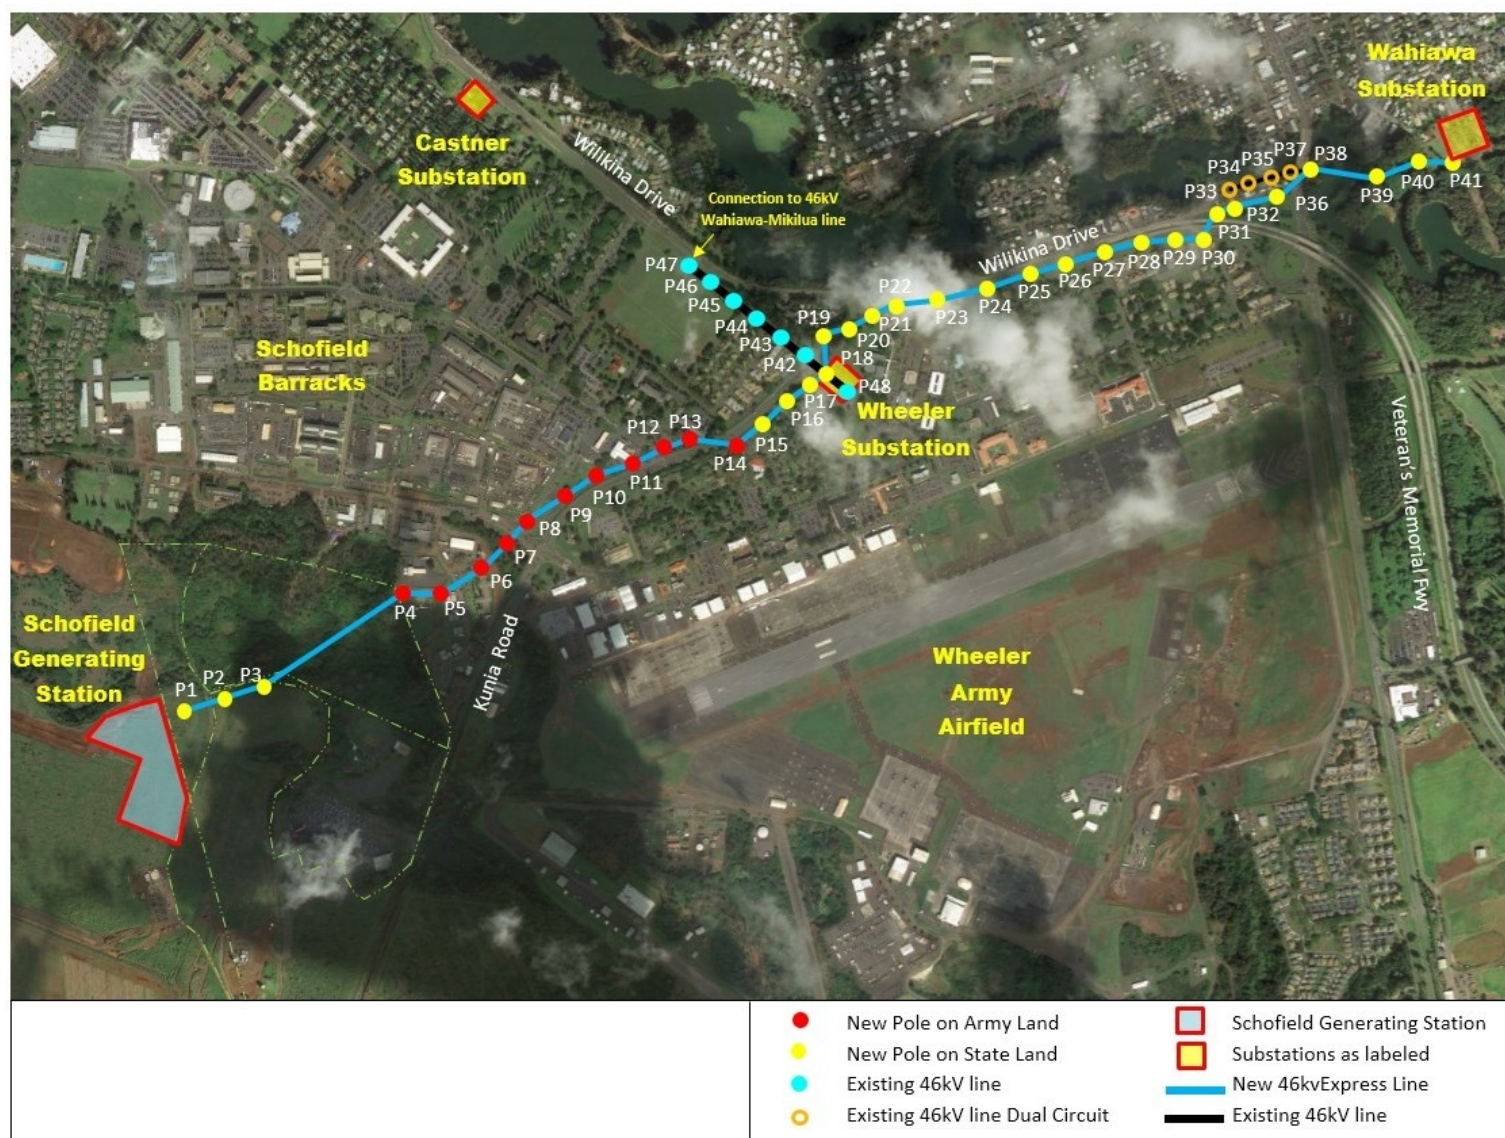 Wahiawa
Substation
Castner
Substation
Wilikina Drive
Connection to 46kV
Wahiawa-Mikilua line
P34
P35
P37
P38
P33
P32
P36
P39
P40
P41
P31
P30
P29
P28
P27
P26
P25
P24
P23
P22
P21
P20
P19
P18
Wilikina Drive
P47
P46
P45
P44
P43
P42
P48
P17
P16
P15
Wheeler
Substation
Schofield
Barracks
P14
P13
P12
P11
P10
P9
P8
P7
P6
P5
P4
Kunia Road
Veteran's Memorial Fwy
Schofield
Generating
Station
P1
P2
P3
Wheeler
Army
Airfield
New Pole on Army Land
New Pole on State Land
Existing 46kV line
Existing 46kV line Dual Circuit
Schofield Generating Station
Substations as labeled
New 46kvExpress Line
Existing 46kV line